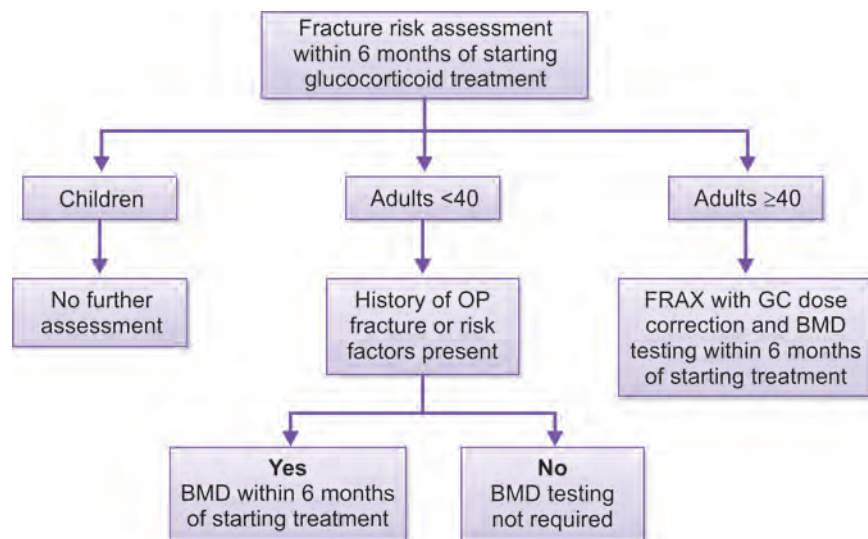 Fracture risk assessment
within 6 months of starting
glucocorticoid treatment
Children
Adults <40
Adults ≥40
No further
assessment
History of OP
fracture or risk
factors present
FRAX with GC dose
correction and BMD
testing within 6 months
of starting treatment
Yes
BMD within 6 months
of starting treatment
No
BMD testing
not required